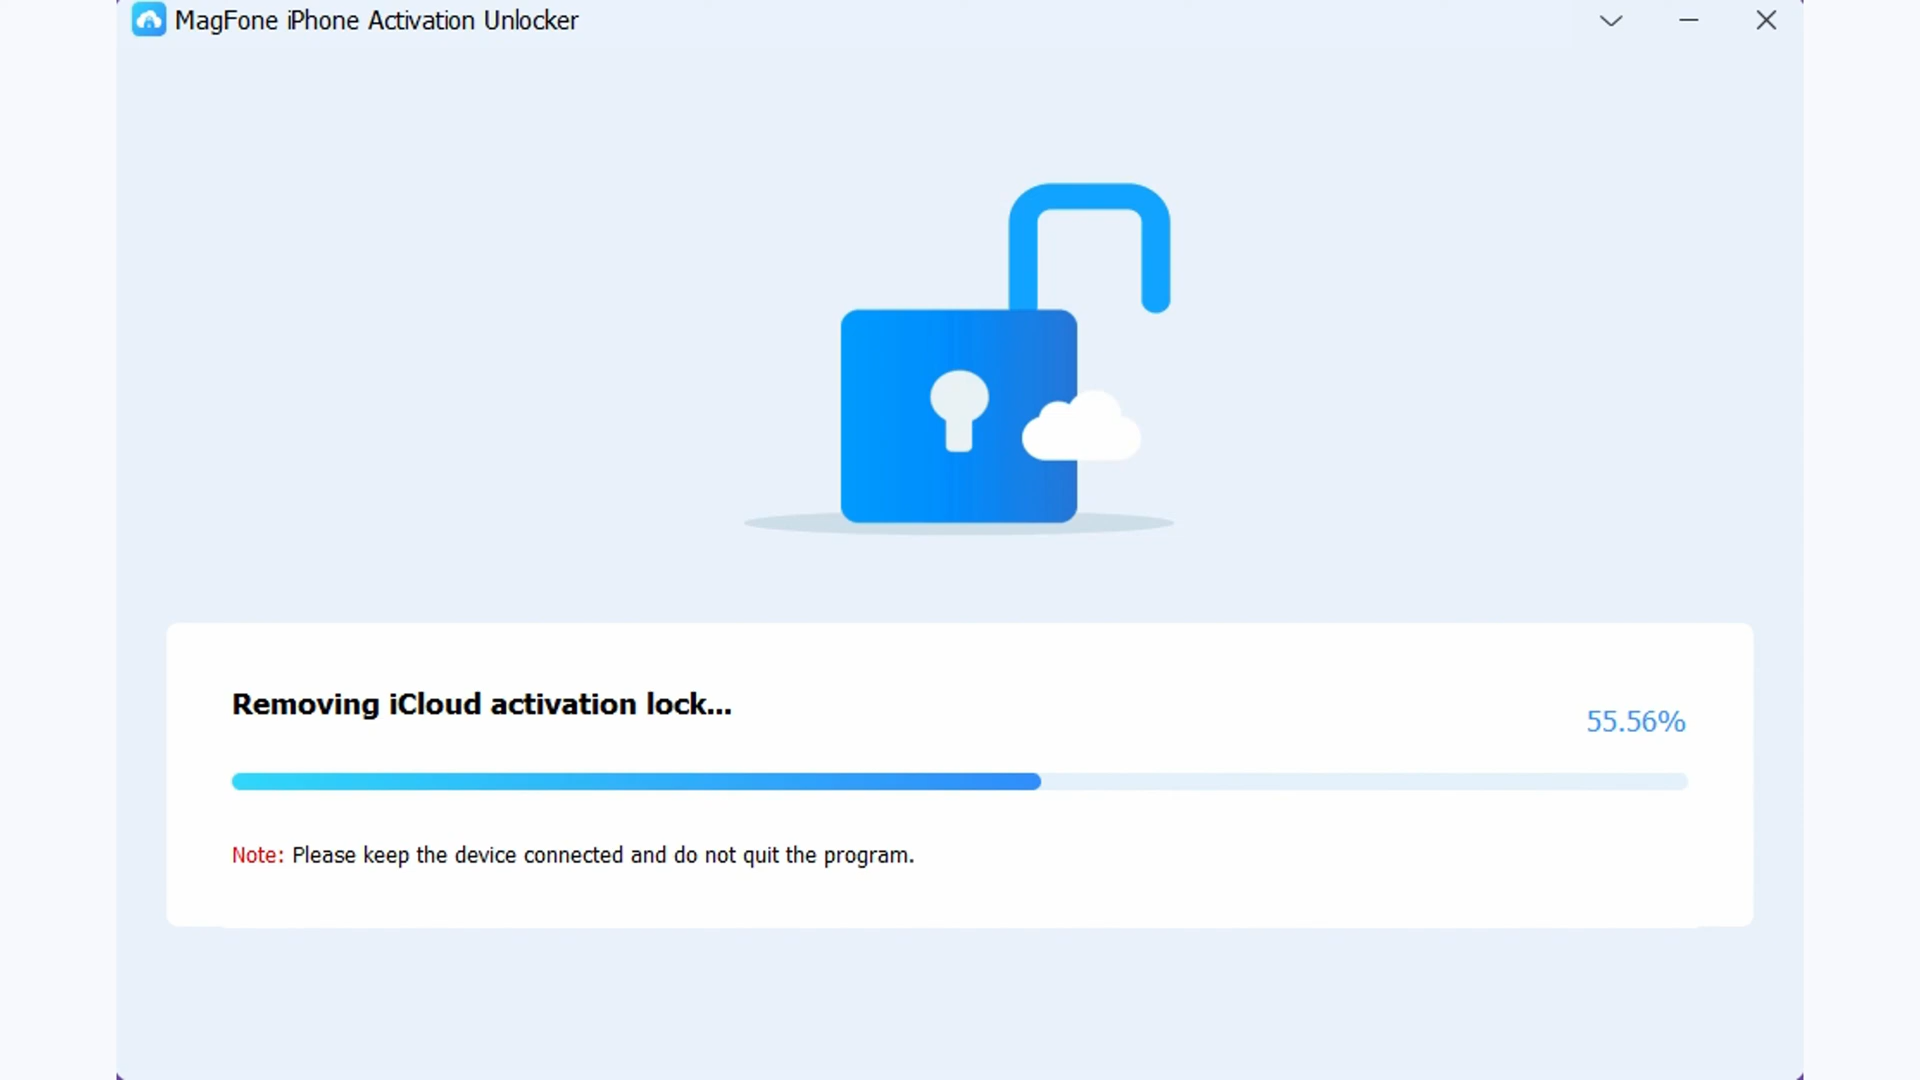 MagFone iPhone Activation Unlocker
Removing iCloud activation lock...
55.56%
Note: Please keep the device connected and do not quit the program.